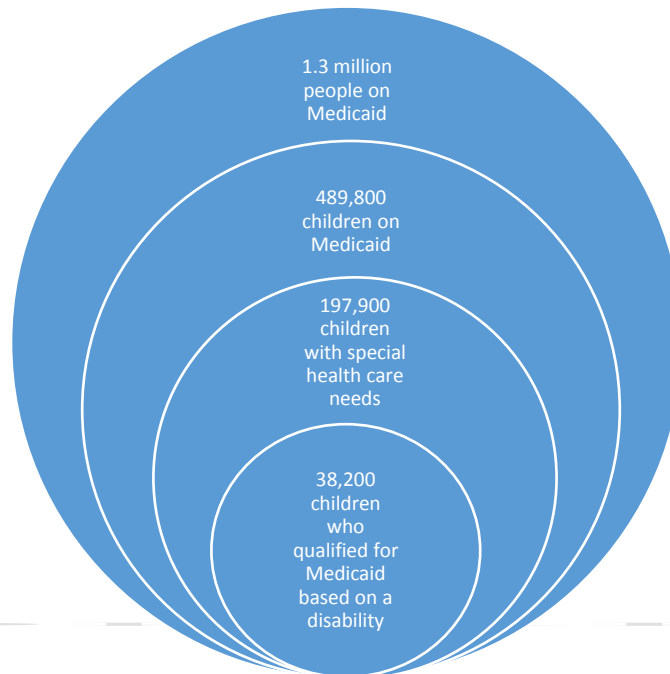 1.3 million
people on
Medicaid
489,800
children on
Medicaid
197,900
children
with special
health care
needs
38,200
children
who
qualified for
Medicaid
based on a
disability